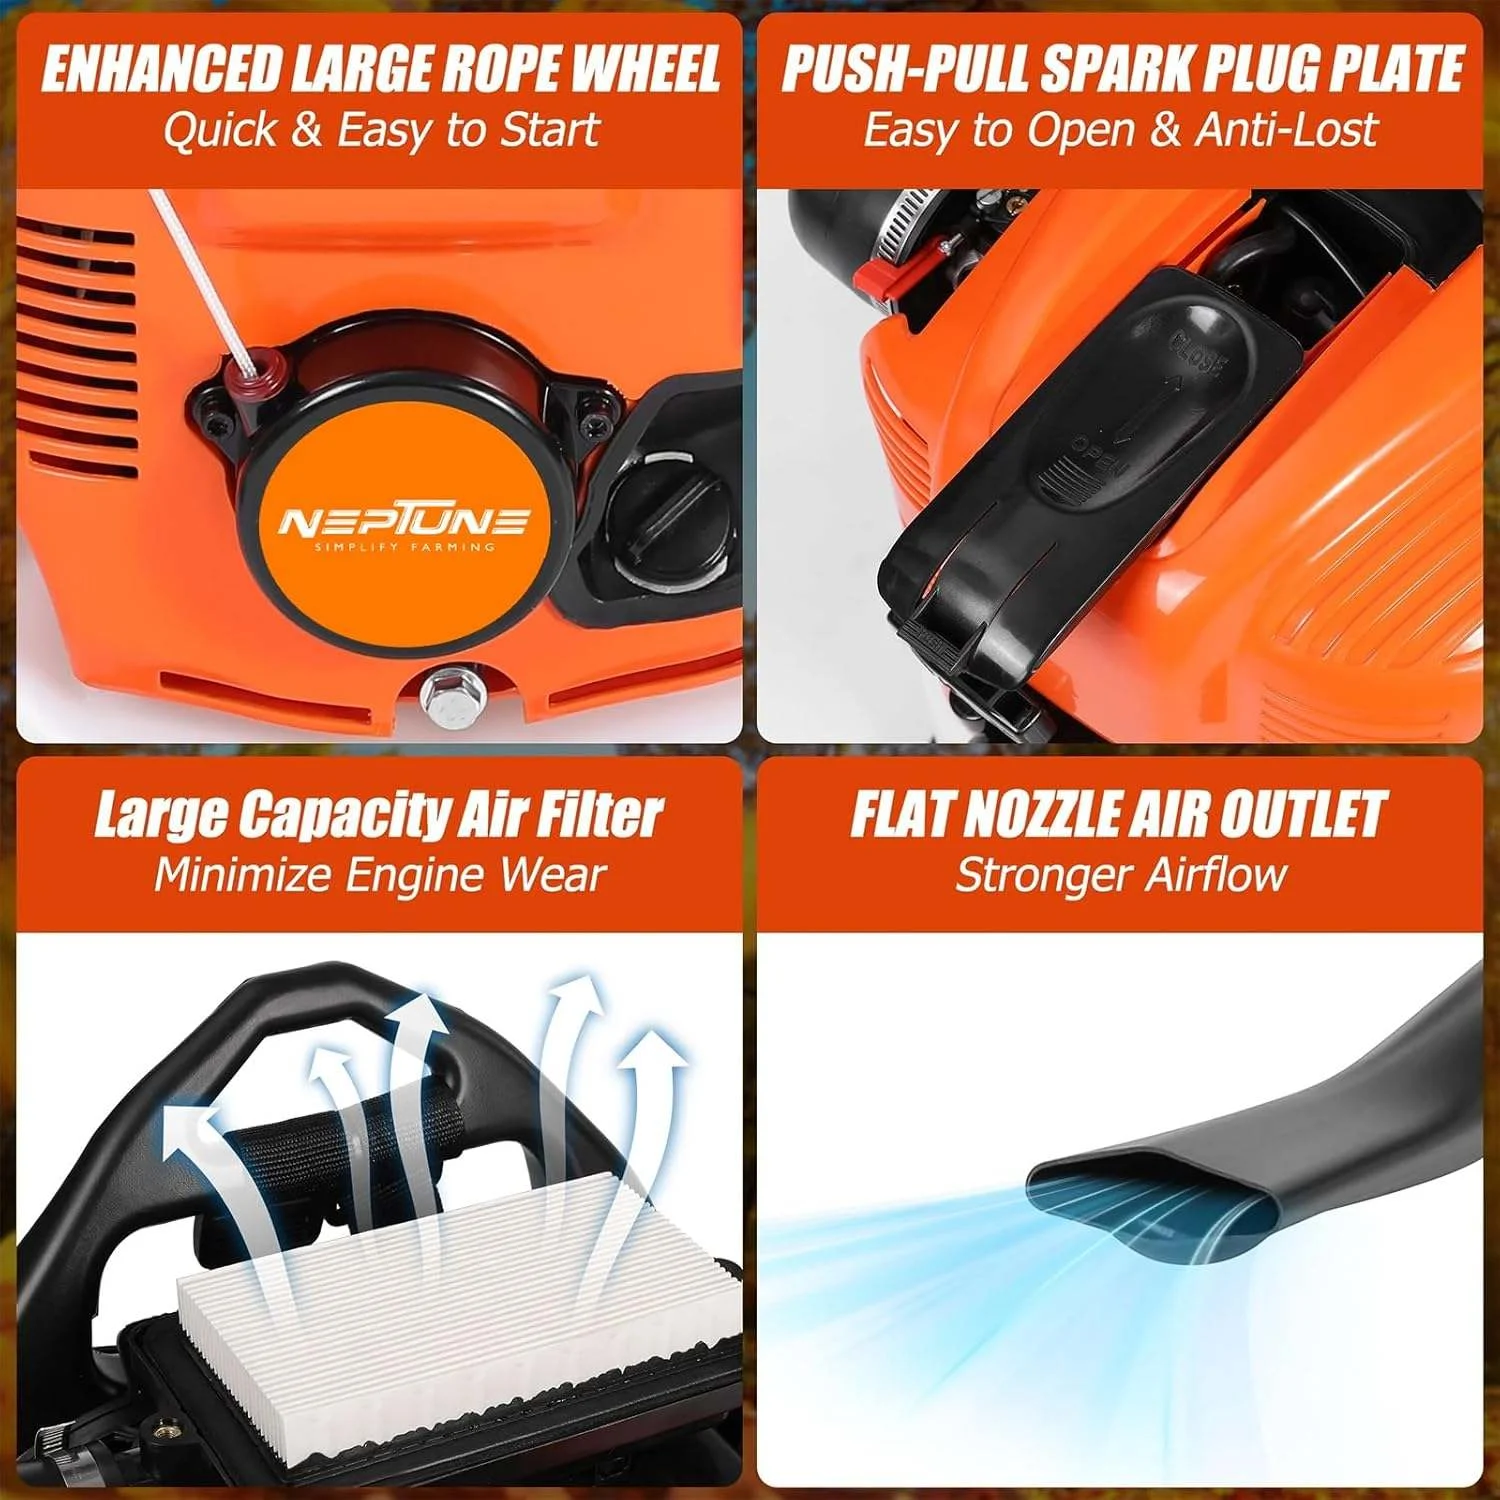 ENHANCED LARGE ROPE WHEEL
Quick & Easy to Start
NEPTUNE
SIMPLIFY FARMING
PUSH-PULL SPARK PLUG PLATE
Easy to Open & Anti-Lost
CLOSE
OPEN
Large Capacity Air Filter
Minimize Engine Wear
FLAT NOZZLE AIR OUTLET
Stronger Airflow